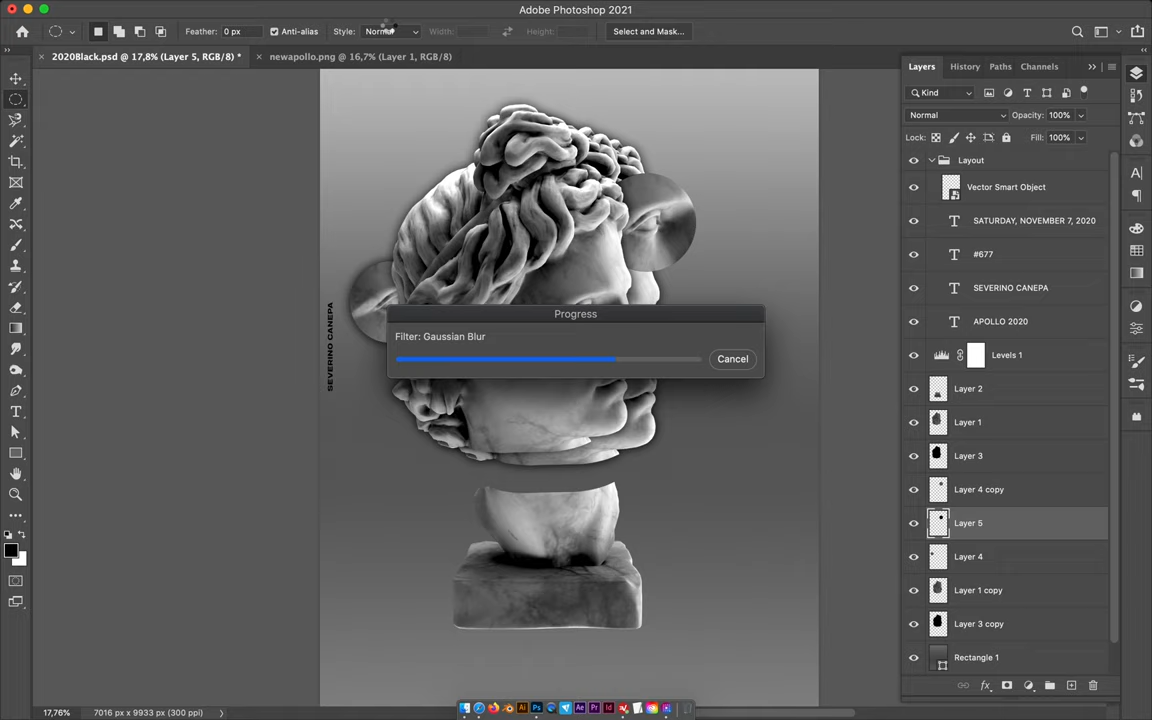 Adobe Photoshop 2021
Feather: 0 px Anti-alias Style: Normal Width: Height: Select and Mask...
2020Black.psd @ 17,8% (Layer 5, RGB/8) * newapollo.png @ 16,7% (Layer 1, RGB/8)
Layers History Paths Channels
Kind
Normal Opacity: 100%
Lock: Fill: 100%
Layout
Vector Smart Object
SATURDAY, NOVEMBER 7, 2020
#677
SEVERINO CANEPA
APOLLO 2020
Levels 1
Layer 2
Layer 1
Layer 3
Layer 4 copy
Layer 5
Layer 4
Layer 1 copy
Layer 3 copy
Rectangle 1
SEVERINO CANEPA
Progress
Filter: Gaussian Blur
Cancel
17,76% 7016 px x 9933 px (300 ppi)